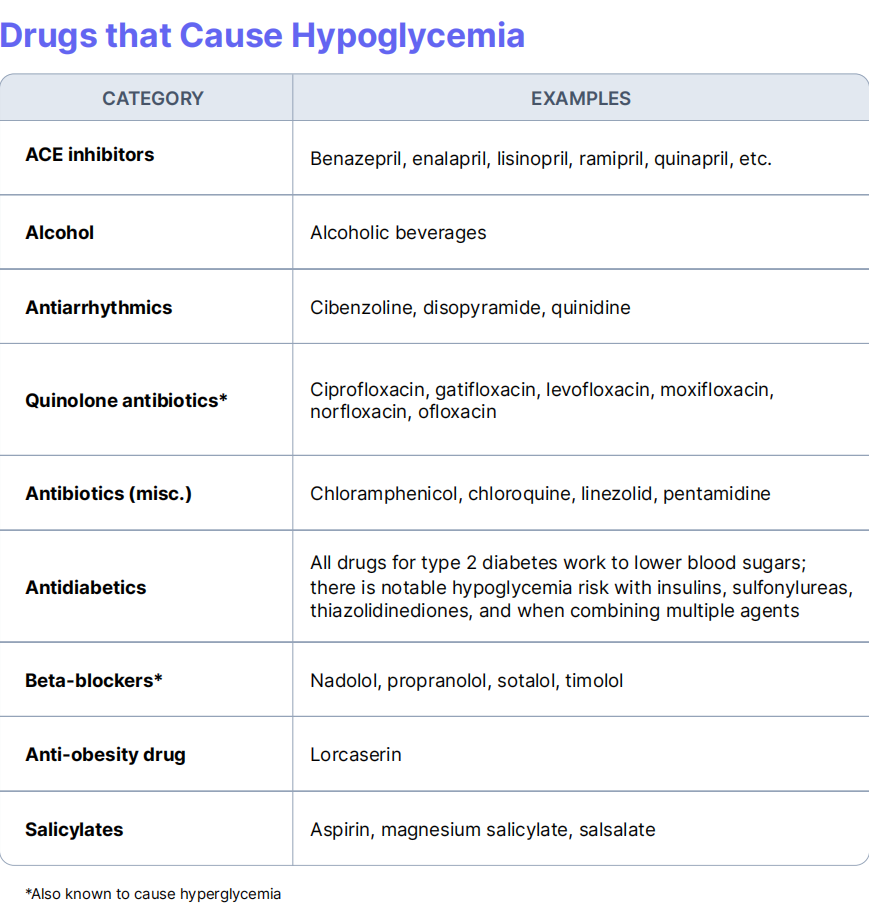 Drugs that Cause Hypoglycemia
CATEGORY
EXAMPLES
ACE inhibitors
Benazepril, enalapril, lisinopril, ramipril, quinapril, etc.
Alcohol
Alcoholic beverages
Antiarrhythmics
Cibenzoline, disopyramide, quinidine
Quinolone antibiotics*
Ciprofloxacin, gatifloxacin, levofloxacin, moxifloxacin,
norfloxacin, ofloxacin
Antibiotics (misc.)
Chloramphenicol, chloroquine, linezolid, pentamidine
Antidiabetics
All drugs for type 2 diabetes work to lower blood sugars;
there is notable hypoglycemia risk with insulins, sulfonylureas,
thiazolidinediones, and when combining multiple agents
Beta-blockers*
Nadolol, propranolol, sotalol, timolol
Anti-obesity drug
Lorcaserin
Salicylates
Aspirin, magnesium salicylate, salsalate
*Also known to cause hyperglycemia